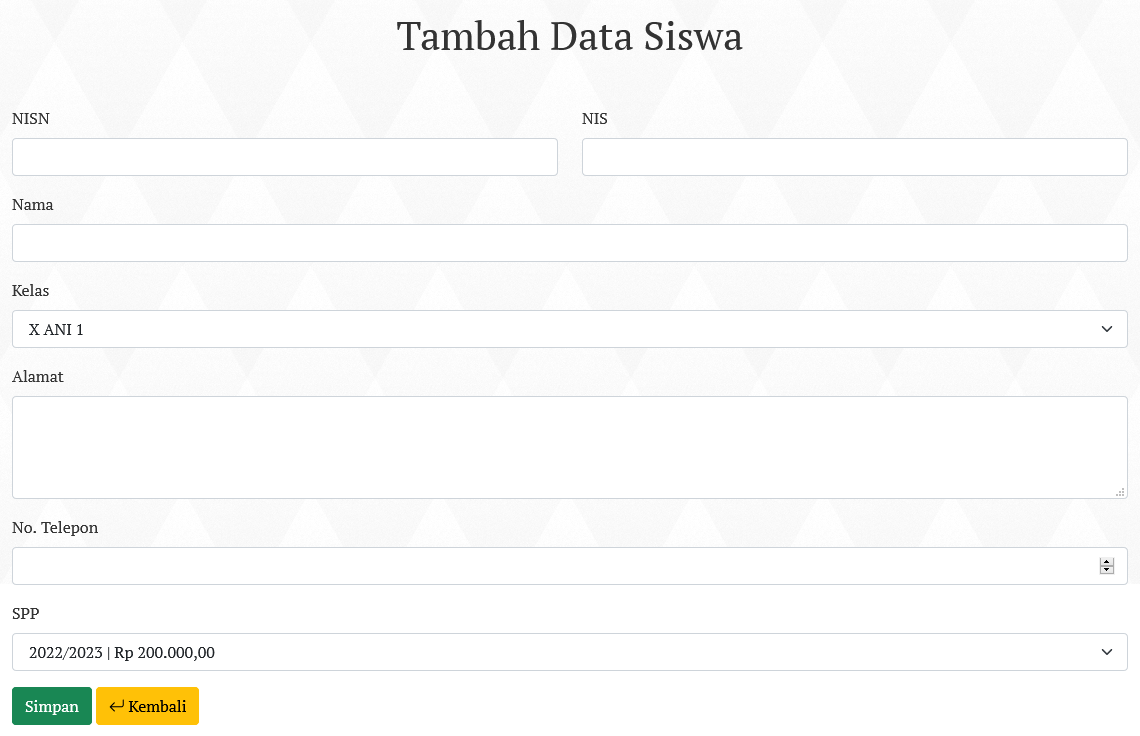 Tambah Data Siswa
NISN
NIS
Nama
Kelas
X ANI 1
Alamat
No. Telepon
SPP
2022/2023 | Rp 200.000,00
Simpan
Kembali